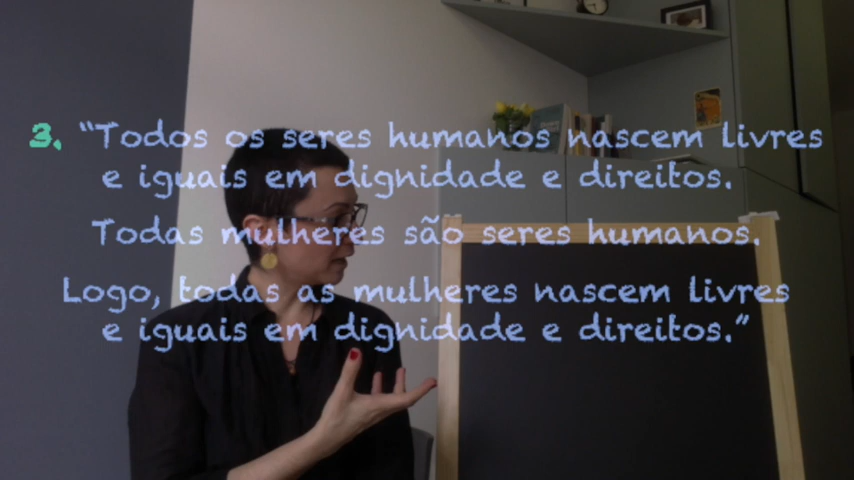 3. “Todos os seres humanos nascem livres
e iguais em dignidade e direitos.
Todas mulheres são seres humanos.
Logo, todas as mulheres nascem livres
e iguais em dignidade e direitos.”